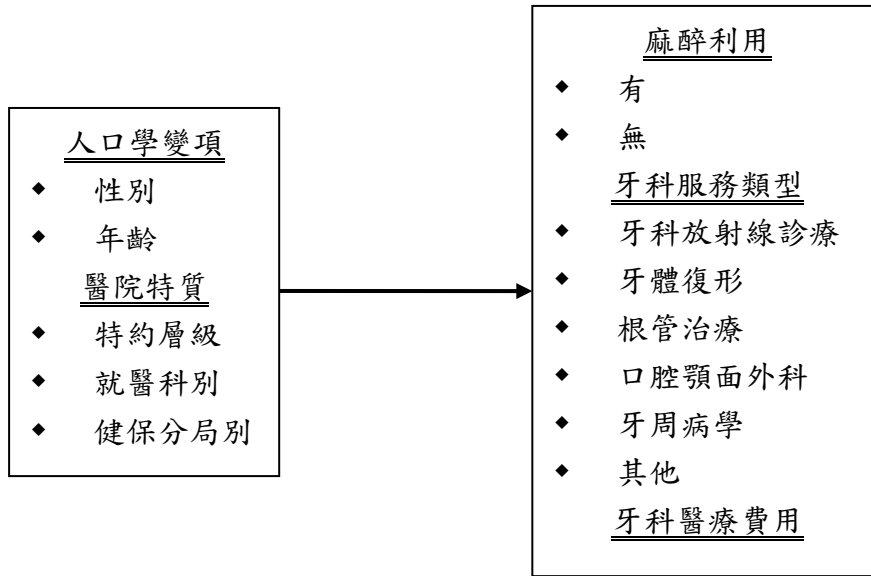 人口學變項
◆ 性別
◆ 年齡
醫院特質
◆ 特約層級
◆ 就醫科別
◆ 健保分局別
麻醉利用
◆ 有
◆ 無
牙科服務類型
◆ 牙科放射線診療
◆ 牙體復形
◆ 根管治療
◆ 口腔顎面外科
◆ 牙周病學
◆ 其他
牙科醫療費用